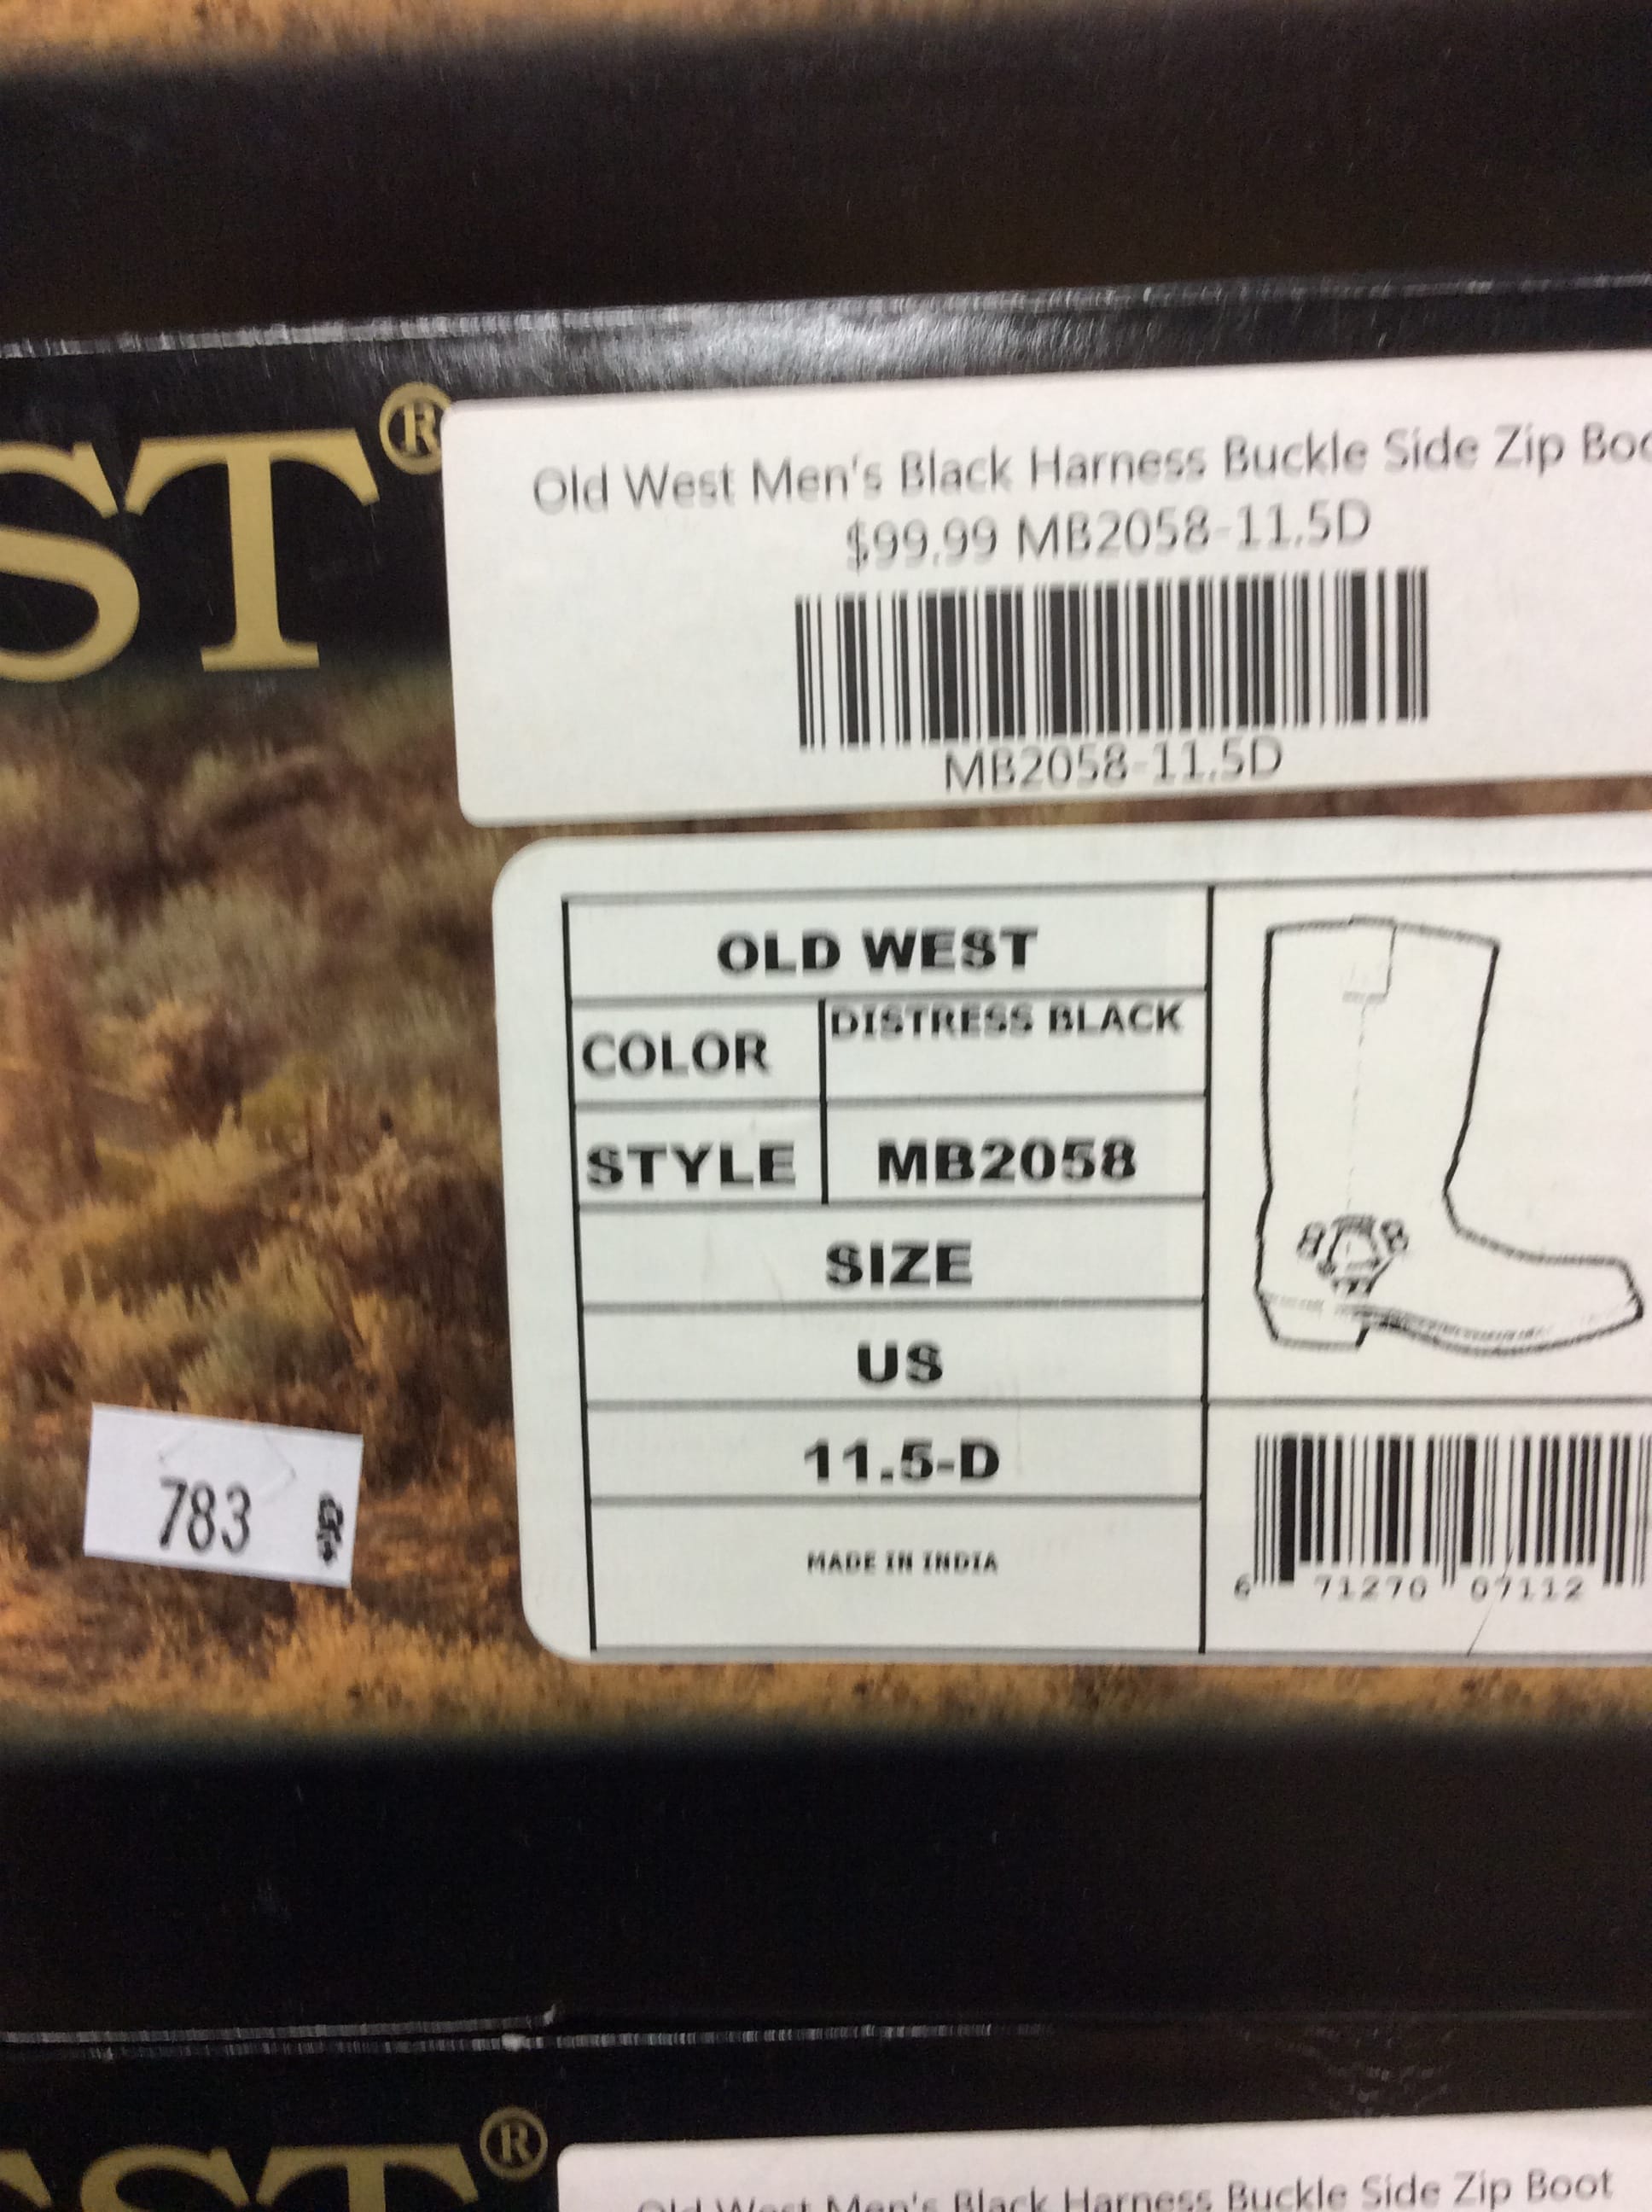 ST®
Old West Men's Black Harness Buckle Side Zip Boo
$99.99 MB2058-11.5D
MB2058-11.5D
OLD WEST
COLOR DISTRESS BLACK
STYLE MB2058
SIZE
US
11.5-D
MADE IN INDIA
6 71270 07112
783
EST®
Old West Men's Black Harness Buckle Side Zip Boot